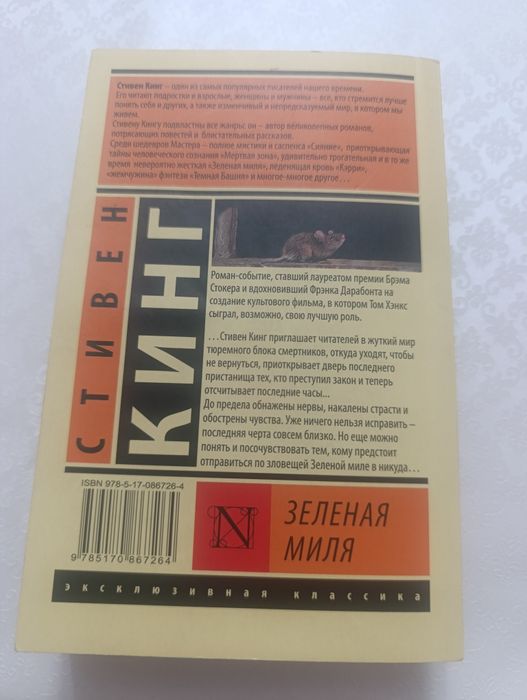 Стивен Кинг – один из самых популярных писателей нашего времени.
Его читают подростки и взрослые, женщины и мужчины – все, кто стремится лучше
понять себя и других, а также изменчивый и непредсказуемый мир, в котором мы
живем.
Стивену Кингу подвластны все жанры: он – автор великолепных романов,
потрясающих повестей и блистательных рассказов.
Среди шедевров Мастера – полное мистики и саспенса «Сияние», приоткрывающая
тайны человеческого сознания «Мертвая зона», удивительно трогательная и в то же
время невероятно жесткая «Зеленая миля», леденящая кровь «Кэрри»,
«жемчужина» фэнтези «Темная Башня» и многое-многое другое…
СТИВЕН
КИНГ
Роман-событие, ставший лауреатом премии Брэма
Стокера и вдохновивший Фрэнка Дарабонта на
создание культового фильма, в котором Том Хэнкс
сыграл, возможно, свою лучшую роль.
…Стивен Кинг приглашает читателей в жуткий мир
тюремного блока смертников, откуда уходят, чтобы
не вернуться, приоткрывает дверь последнего
пристанища тех, кто преступил закон и теперь
отсчитывает последние часы...
До предела обнажены нервы, накалены страсти и
обострены чувства. Уже ничего нельзя исправить –
последняя черта совсем близко. Но еще можно
понять и посочувствовать тем, кому предстоит
отправиться по зловещей Зеленой миле в никуда…
ISBN 978-5-17-086726-4
9 785170 867264
N
ЗЕЛЕНАЯ
МИЛЯ
эксклюзивная классика